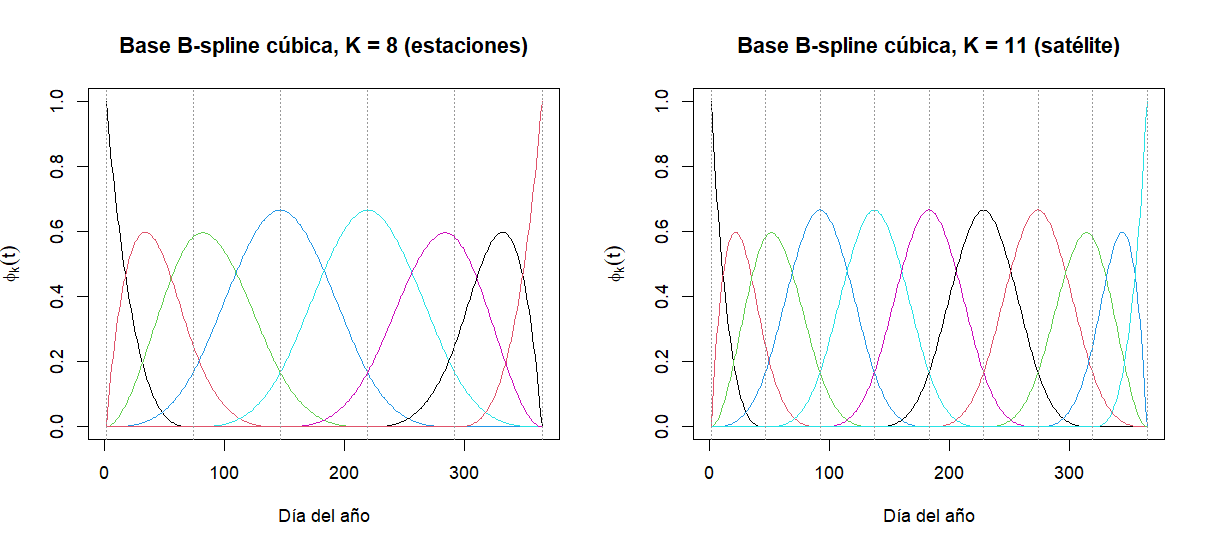 Base B-spline cúbica, K = 8 (estaciones)
ϕk(t)
1.0
0.8
0.6
0.4
0.2
0.0
0 100 200 300
Día del año
Base B-spline cúbica, K = 11 (satélite)
ϕk(t)
1.0
0.8
0.6
0.4
0.2
0.0
0 100 200 300
Día del año